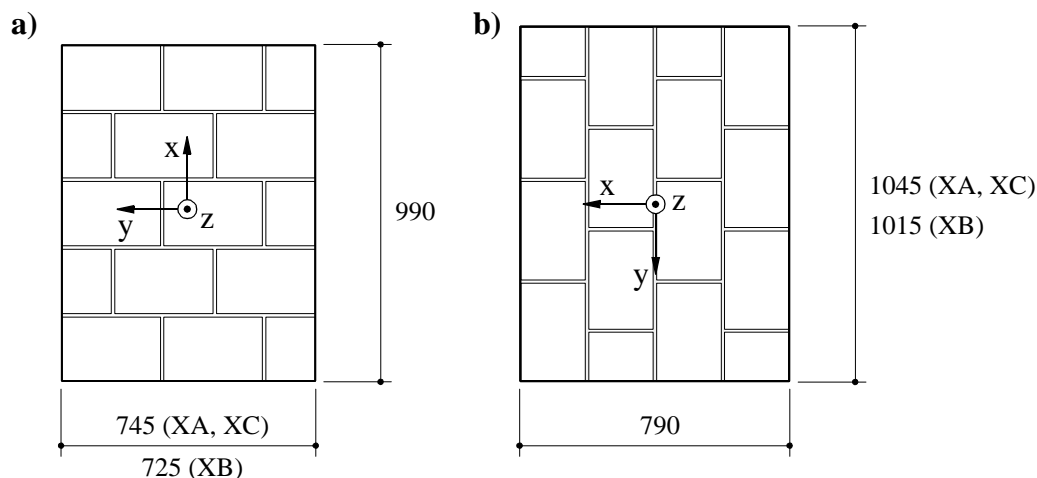 a)
x
y
z
990
745 (XA, XC)
725 (XB)
b)
x
z
y
1045 (XA, XC)
1015 (XB)
790